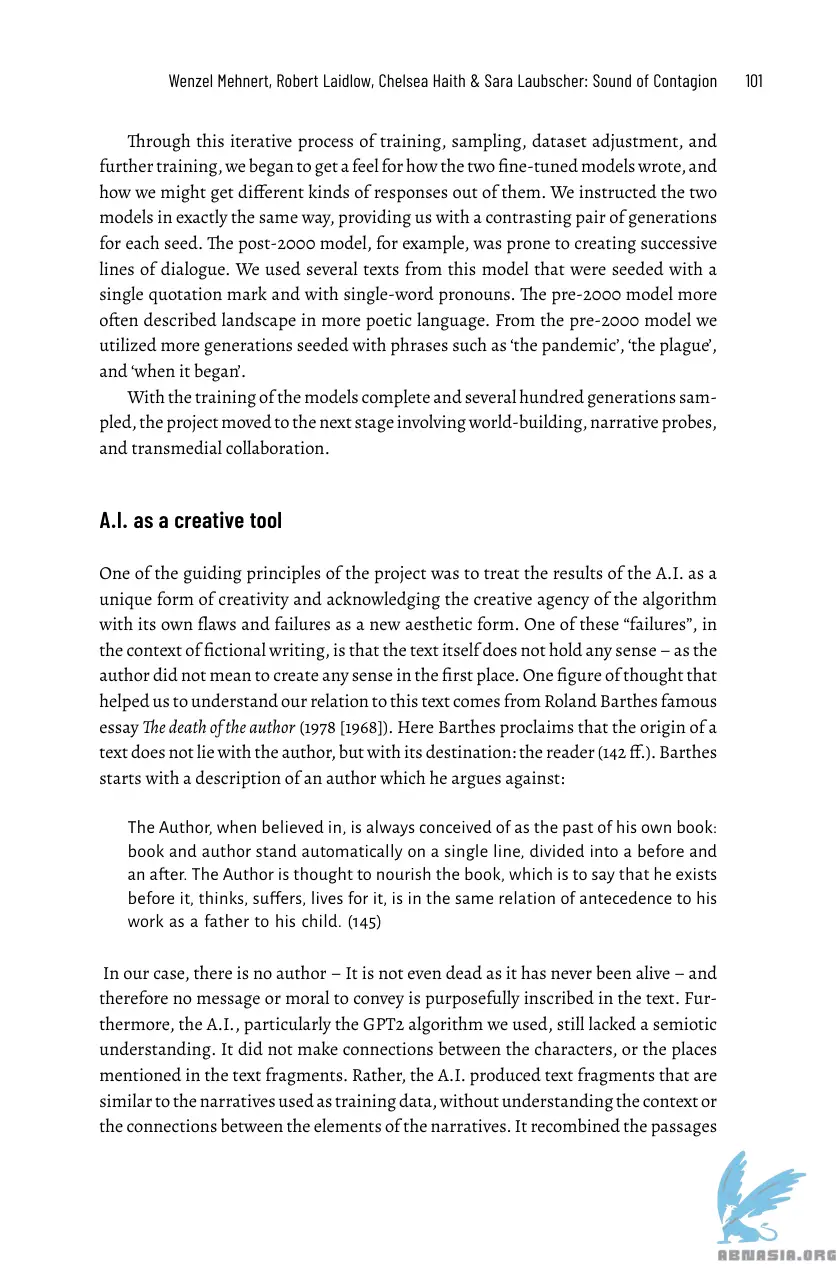 Wenzel Mehnert, Robert Laidlow, Chelsea Haith & Sara Laubscher: Sound of Contagion 101
Through this iterative process of training, sampling, dataset adjustment, and
further training, we began to get a feel for how the two fine-tuned models wrote, and
how we might get different kinds of responses out of them. We instructed the two
models in exactly the same way, providing us with a contrasting pair of generations
for each seed. The post-2000 model, for example, was prone to creating successive
lines of dialogue. We used several texts from this model that were seeded with a
single quotation mark and with single-word pronouns. The pre-2000 model more
often described landscape in more poetic language. From the pre-2000 model we
utilized more generations seeded with phrases such as ‘the pandemic’, ‘the plague’,
and ‘when it began’.
With the training of the models complete and several hundred generations sam-
pled, the project moved to the next stage involving world-building, narrative probes,
and transmedial collaboration.
A.I. as a creative tool
One of the guiding principles of the project was to treat the results of the A.I. as a
unique form of creativity and acknowledging the creative agency of the algorithm
with its own flaws and failures as a new aesthetic form. One of these “failures”, in
the context of fictional writing, is that the text itself does not hold any sense – as the
author did not mean to create any sense in the first place. One figure of thought that
helped us to understand our relation to this text comes from Roland Barthes famous
essay The death of the author (1978 [1968]). Here Barthes proclaims that the origin of a
text does not lie with the author, but with its destination: the reader (142 ff.). Barthes
starts with a description of an author which he argues against:
The Author, when believed in, is always conceived of as the past of his own book:
book and author stand automatically on a single line, divided into a before and
an after. The Author is thought to nourish the book, which is to say that he exists
before it, thinks, suffers, lives for it, is in the same relation of antecedence to his
work as a father to his child. (145)
In our case, there is no author – It is not even dead as it has never been alive – and
therefore no message or moral to convey is purposefully inscribed in the text. Fur-
thermore, the A.I., particularly the GPT2 algorithm we used, still lacked a semiotic
understanding. It did not make connections between the characters, or the places
mentioned in the text fragments. Rather, the A.I. produced text fragments that are
similar to the narratives used as training data, without understanding the context or
the connections between the elements of the narratives. It recombined the passages
ABNASIA.ORG